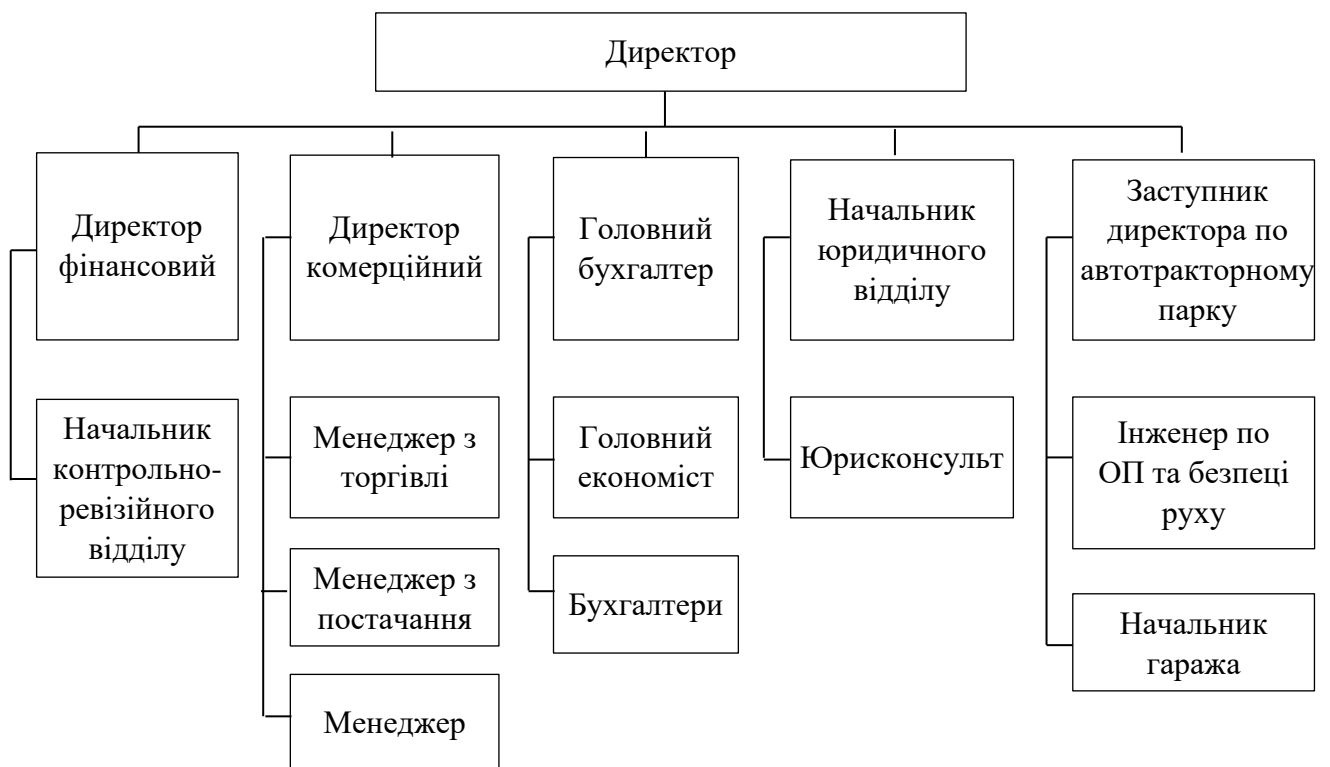 Директор
Директор
фінансовий
Директор
комерційний
Головний
бухгалтер
Начальник
юридичного
відділу
Заступник
директора по
автотракторному
парку
Начальник
контрольно-
ревізійного
відділу
Менеджер з
торгівлі
Головний
економіст
Юрисконсульт
Інженер по
ОП та безпеці
руху
Менеджер з
постачання
Бухгалтери
Начальник
гаража
Менеджер